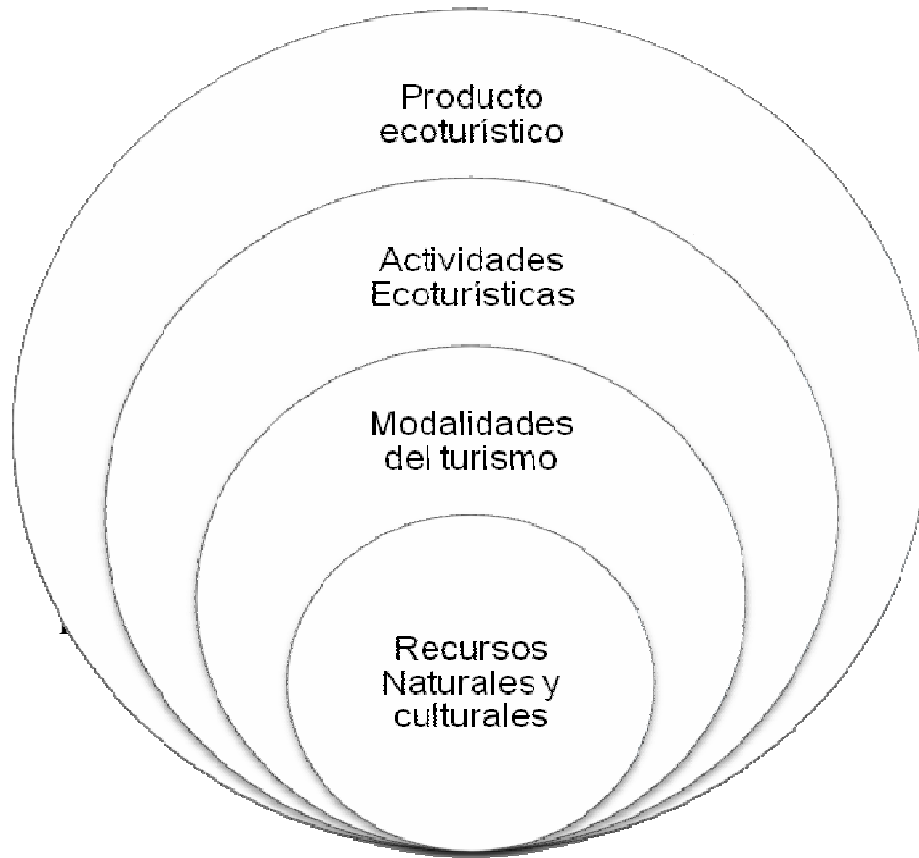 Producto
ecoturístico
Actividades
Ecoturísticas
Modalidades
del turismo
Recursos
Naturales y
culturales